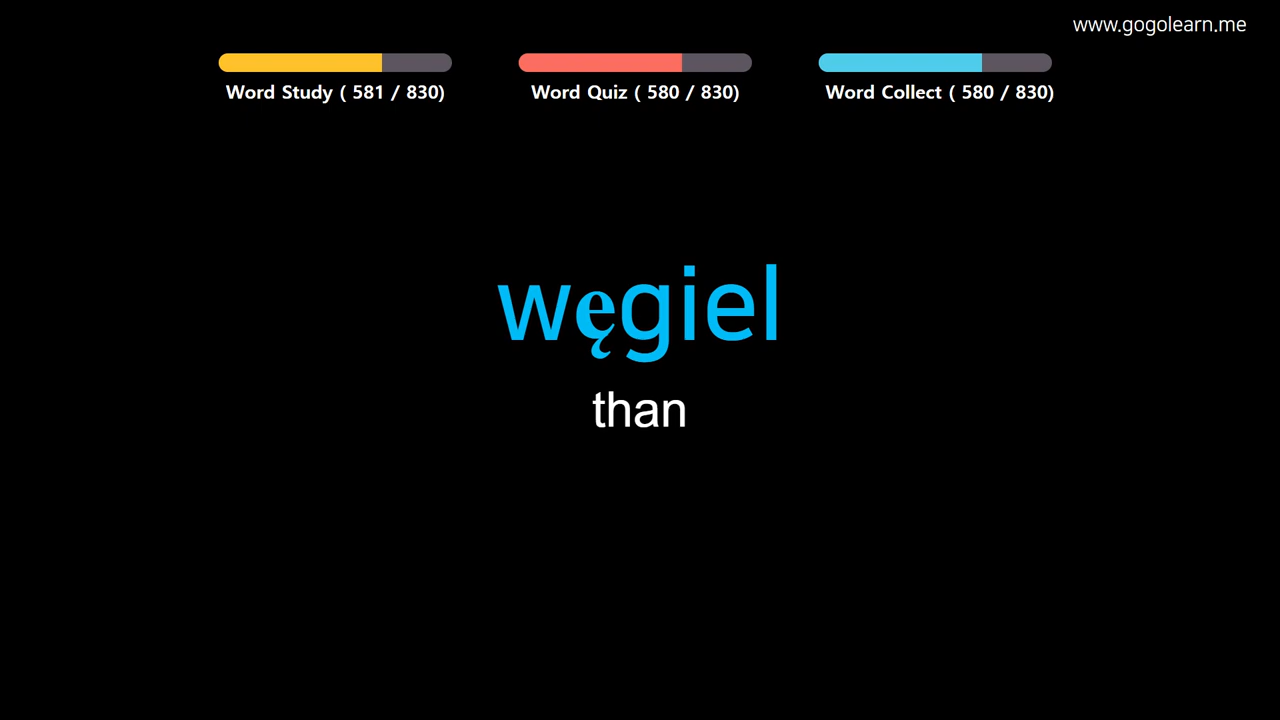 www.gogolearn.me
Word Study ( 581 / 830)
Word Quiz ( 580 / 830)
Word Collect ( 580 / 830)
węgiel
than